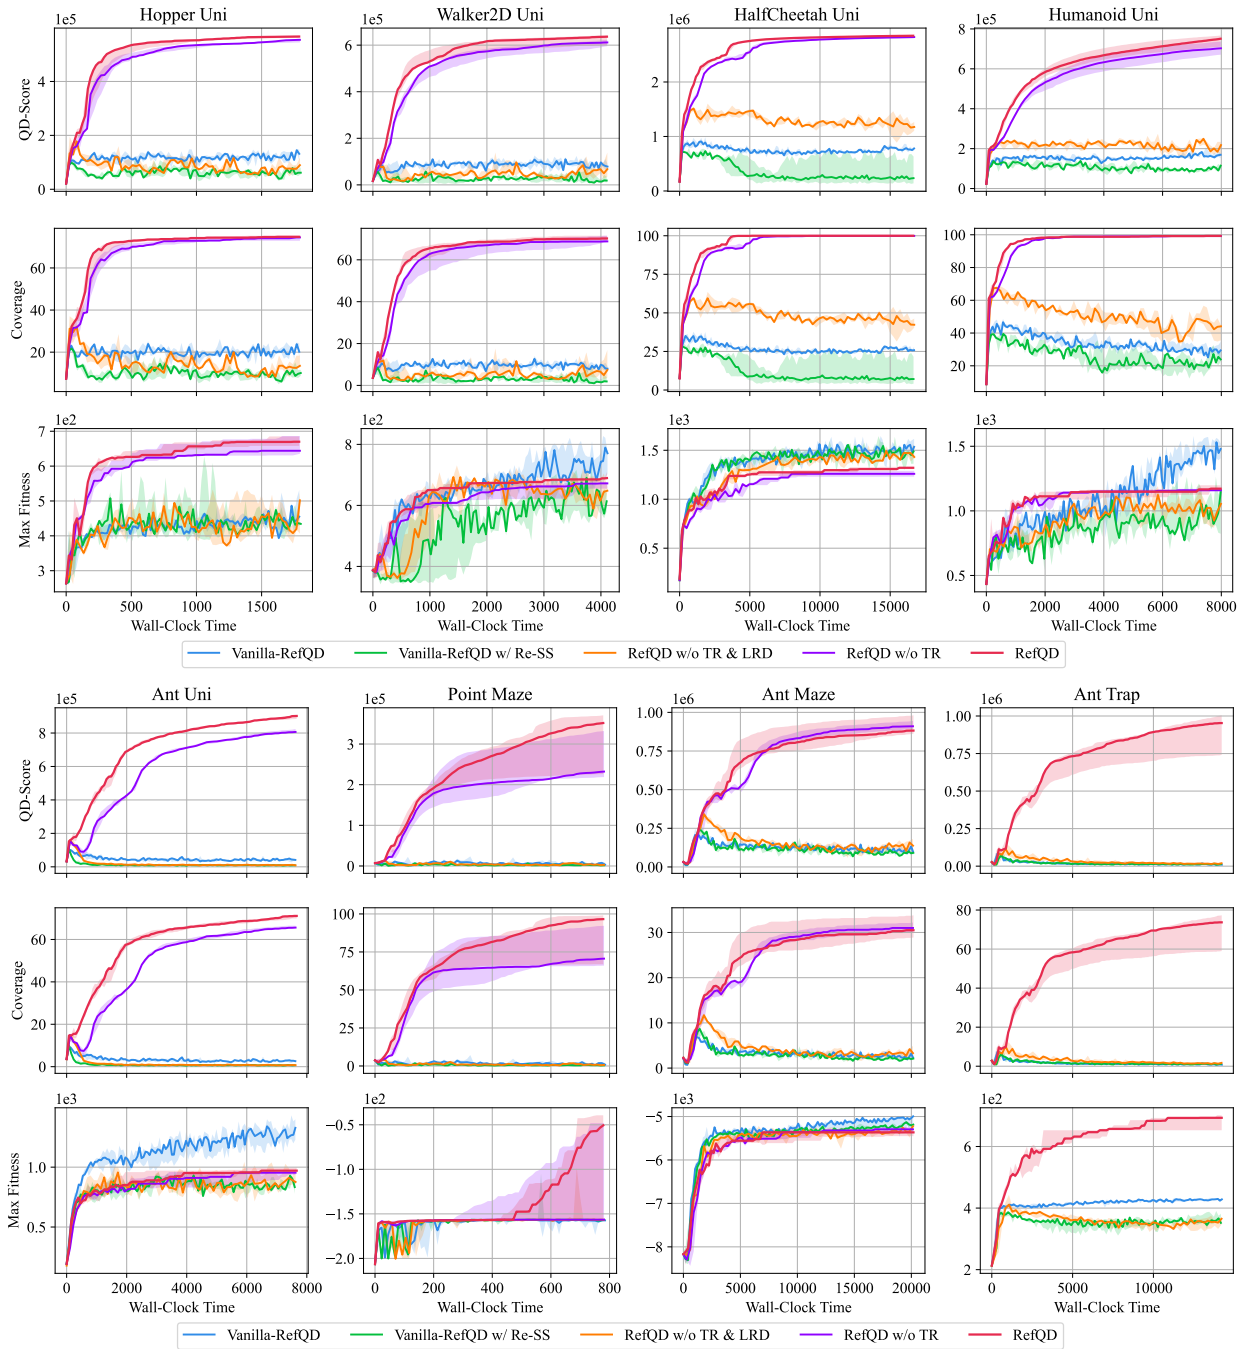 Hopper Uni
Walker2D Uni
HalfCheetah Uni
Humanoid Uni
1e5
1e5
1e6
1e5
QD-Score
4
2
0
6
4
2
0
2
1
0
8
6
4
2
0
Coverage
60
40
20
60
40
20
0
100
75
50
25
0
100
80
60
40
20
1e2
1e2
1e3
1e3
Max Fitness
7
6
5
4
3
8
6
4
1.5
1.0
0.5
1.5
1.0
0.5
0 500 1000 1500
0 1000 2000 3000 4000
0 5000 10000 15000
0 2000 4000 6000 8000
Wall-Clock Time
Wall-Clock Time
Wall-Clock Time
Wall-Clock Time
Vanilla-RefQD Vanilla-RefQD w/ Re-SS RefQD w/o TR & LRD RefQD w/o TR RefQD
Ant Uni
Point Maze
Ant Maze
Ant Trap
1e5
1e5
1e6
1e6
QD-Score
8
6
4
2
0
3
2
1
0
1.00
0.75
0.50
0.25
0.00
1.00
0.75
0.50
0.25
0.00
Coverage
60
40
20
0
100
75
50
25
0
30
20
10
0
80
60
40
20
0
1e3
1e2
1e3
1e2
Max Fitness
1.0
0.5
−0.5
−1.0
−1.5
−2.0
−5
−6
−7
−8
6
4
2
0 2000 4000 6000 8000
0 200 400 600 800
0 5000 10000 15000 20000
0 5000 10000
Wall-Clock Time
Wall-Clock Time
Wall-Clock Time
Wall-Clock Time
Vanilla-RefQD Vanilla-RefQD w/ Re-SS RefQD w/o TR & LRD RefQD w/o TR RefQD